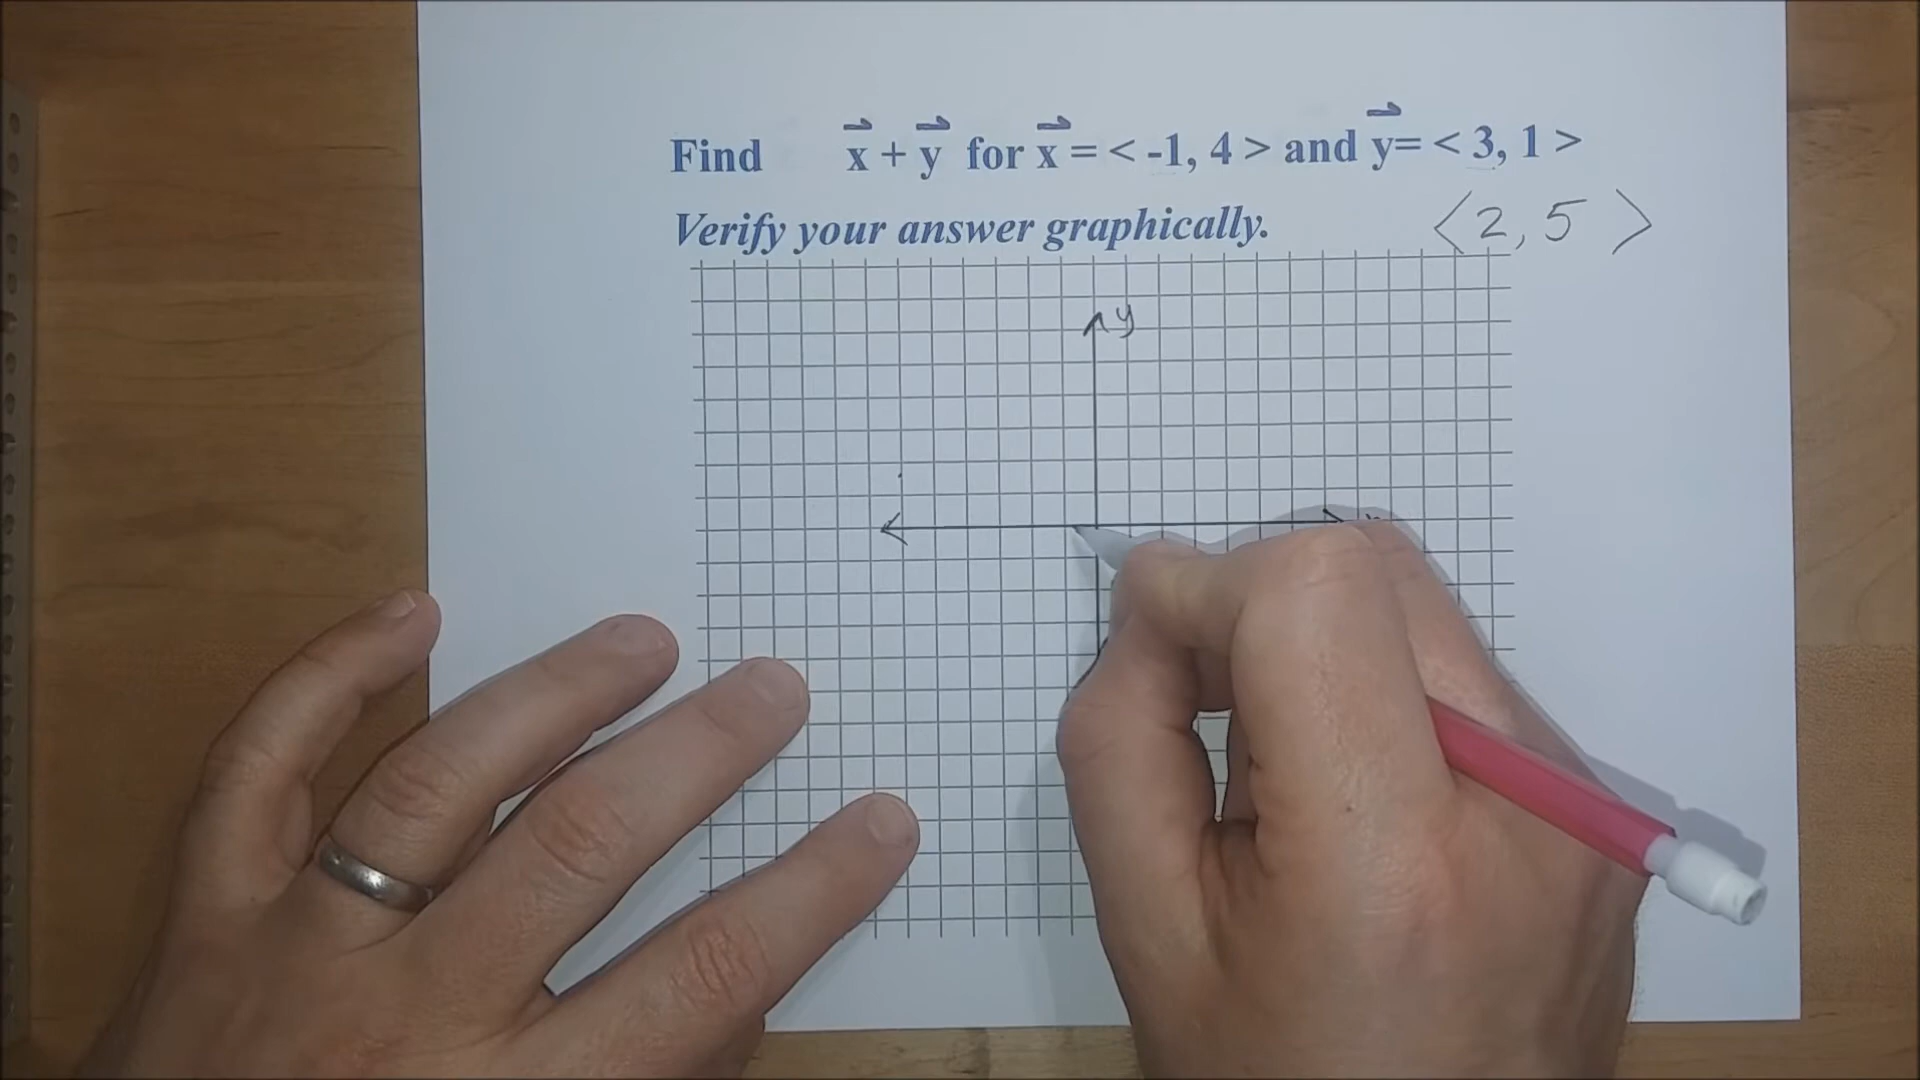 Find x + y for x = < -1, 4 > and y= < 3, 1 >
Verify your answer graphically.
<2, 5 >
y